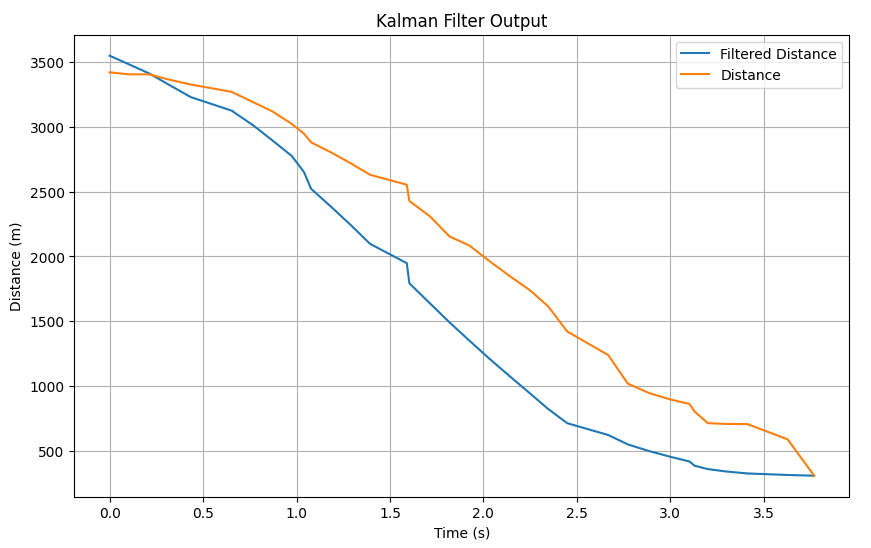 Kalman Filter Output
Filtered Distance
Distance
Distance (m)
3500
3000
2500
2000
1500
1000
500
0.0 0.5 1.0 1.5 2.0 2.5 3.0 3.5
Time (s)